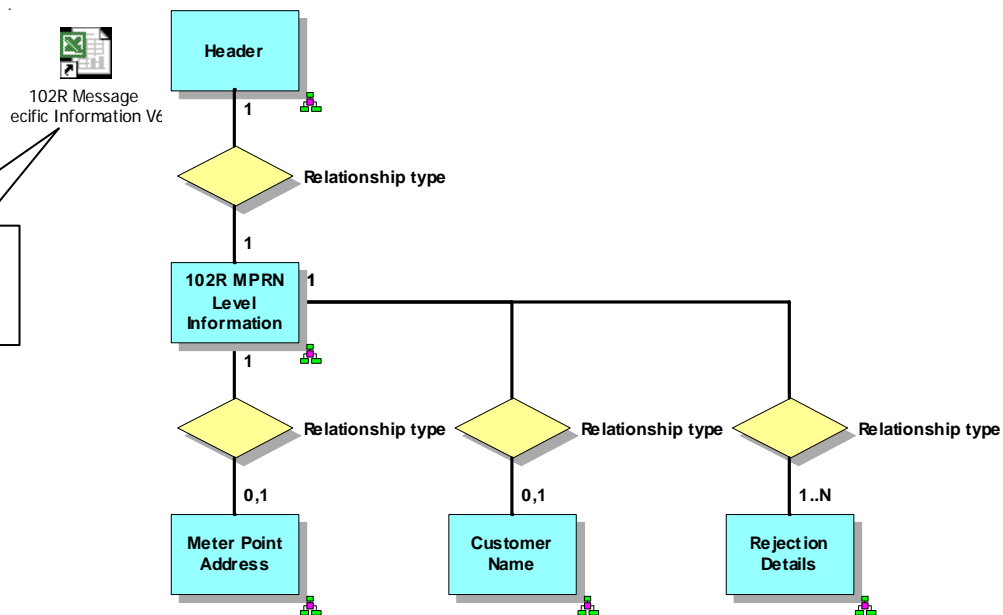 Header
102R Message
ecific Information V6
1
Relationship type
1
102R MPRN
Level
Information
1
1
Relationship type
Relationship type
Relationship type
0,1
0,1
1..N
Meter Point
Address
Customer
Name
Rejection
Details